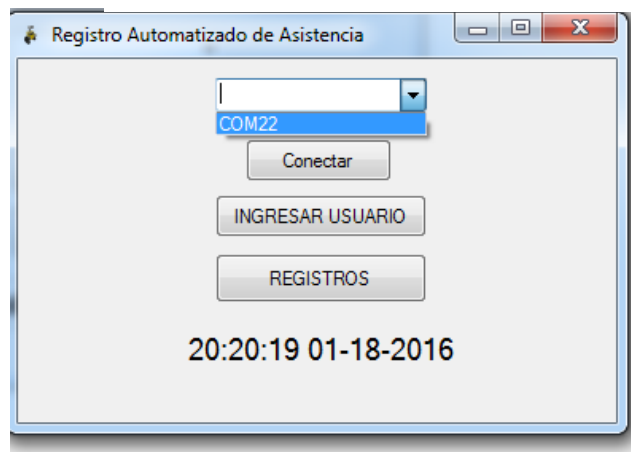 Registro Automatizado de Asistencia
COM22
Conectar
INGRESAR USUARIO
REGISTROS
20:20:19 01-18-2016